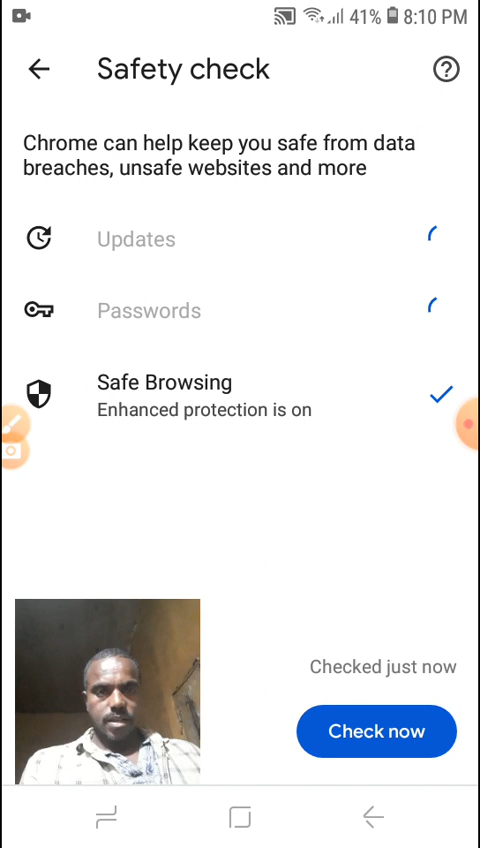 41% 8:10 PM
Safety check
Chrome can help keep you safe from data
breaches, unsafe websites and more
Updates
Passwords
Safe Browsing
Enhanced protection is on
Checked just now
Check now